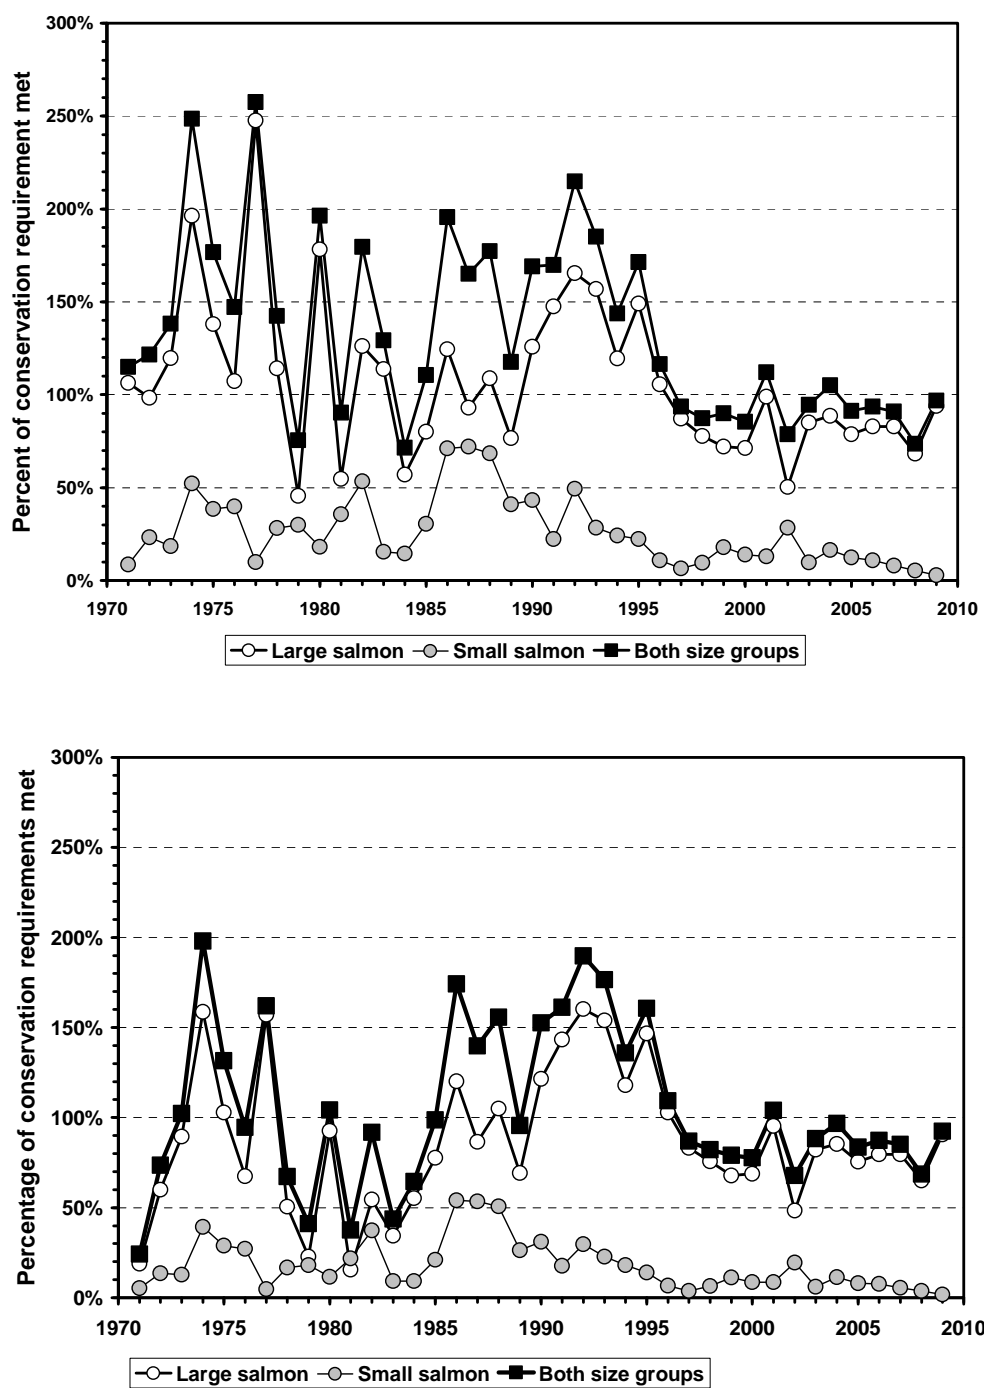 300%
250%
200%
150%
100%
50%
0%
Percent of conservation requirement met
1970 1975 1980 1985 1990 1995 2000 2005 2010
Large salmon Small salmon Both size groups
300%
250%
200%
150%
100%
50%
0%
Percentage of conservation requirements met
1970 1975 1980 1985 1990 1995 2000 2005 2010
Large salmon Small salmon Both size groups